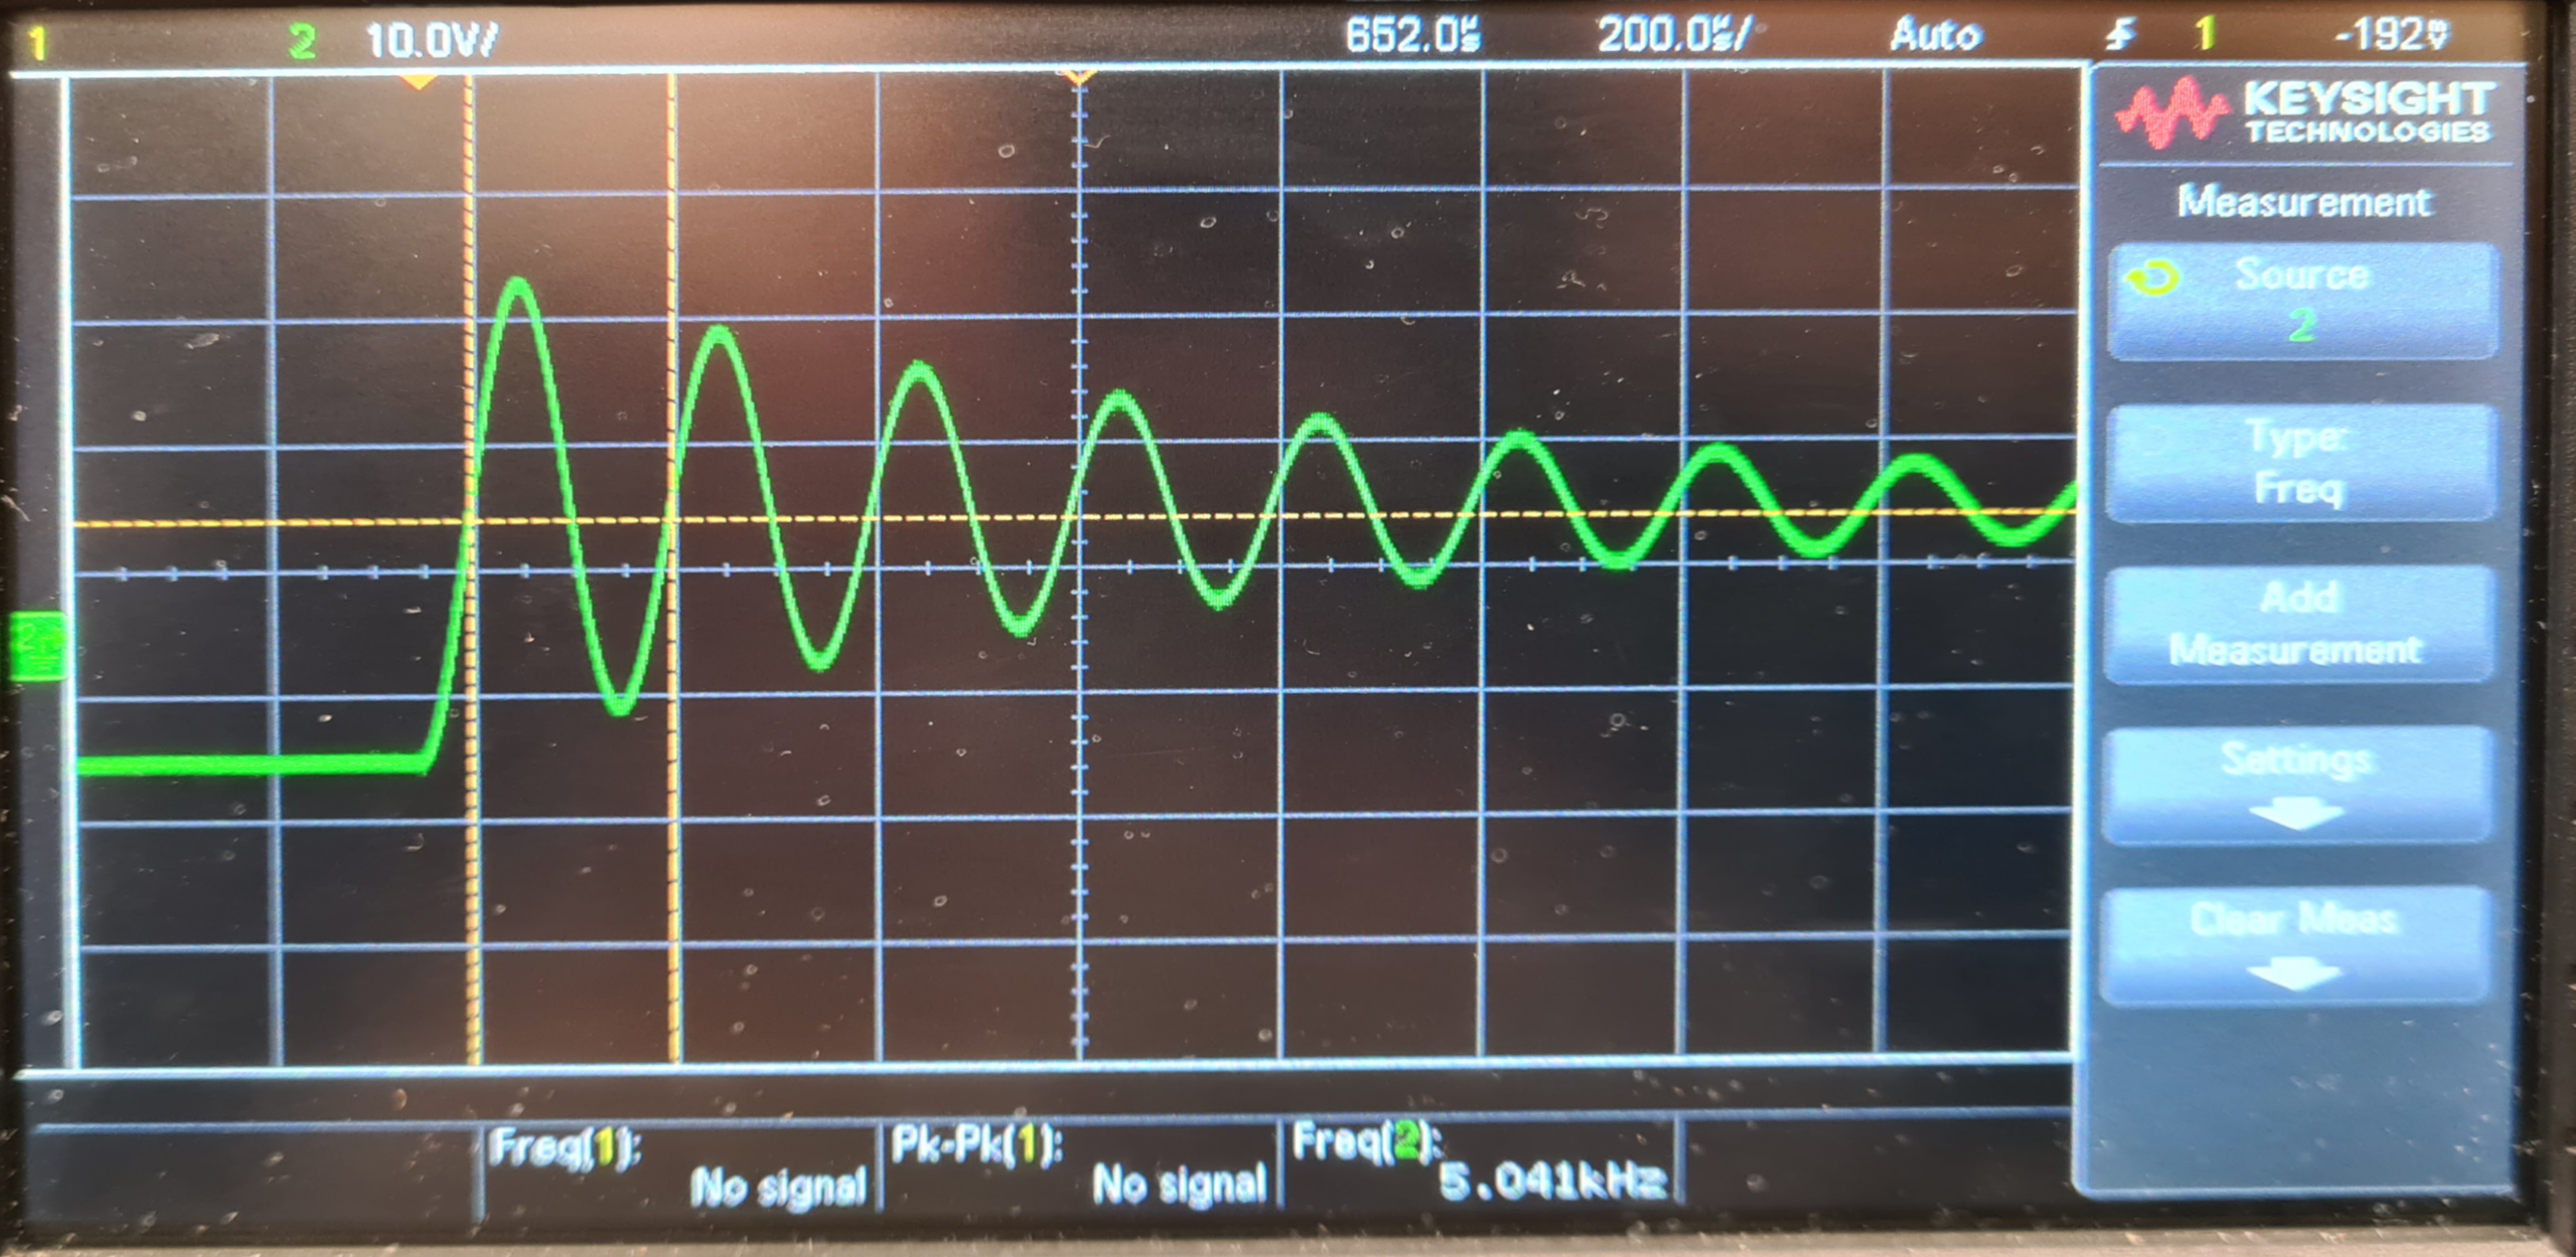 1 2 10.0V/ 652.0µs 200.0µs/ Auto 1 -192mV
KEYSIGHT
TECHNOLOGIES
Measurement
Source
2
Type:
Freq
Add
Measurement
Settings
Clear Meas
2
Freq(1):
No signal
Pk-Pk(1):
No signal
Freq(2):
5.041kHz